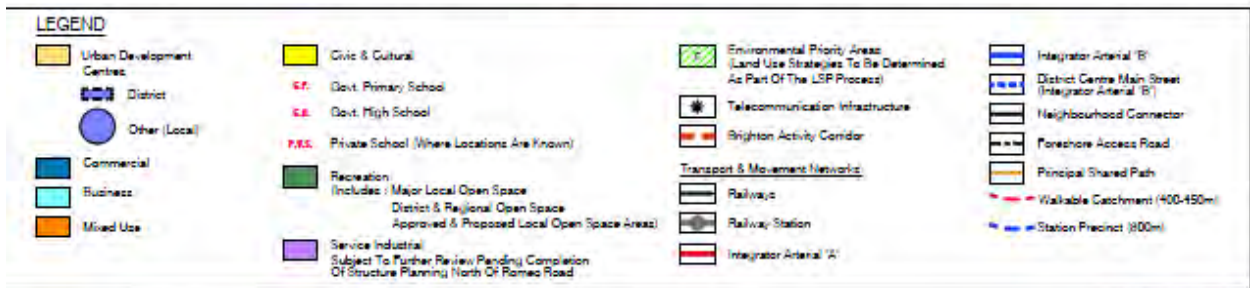 LEGEND
Urban Development
Centres
District
Other (Local)
Commercial
Business
Mixed Use
Civic & Cultural
Govt. Primary School
Govt. High School
P.R.S. Private School (Where Locations Are Known)
Recreation
(Includes : Major Local Open Space
District & Regional Open Space
Approved & Proposed Local Open Space Areas)
Service Industrial
Subject To Further Review Pending Completion
Of Structure Planning North Of Romeo Road
Environmental Priority Areas
(Land Use Strategies To Be Determined
As Part Of The LSP Process)
Telecommunication Infrastructure
Brighton Activity Corridor
Transport & Movement Networks
Railways
Railway Station
Integrator Arterial 'A'
Integrator Arterial 'B'
District Centre Main Street
(Integrator Arterial 'B')
Neighbourhood Connector
Foreshore Access Road
Principal Shared Path
Walkable Catchment (400-450m)
Station Precinct (800m)